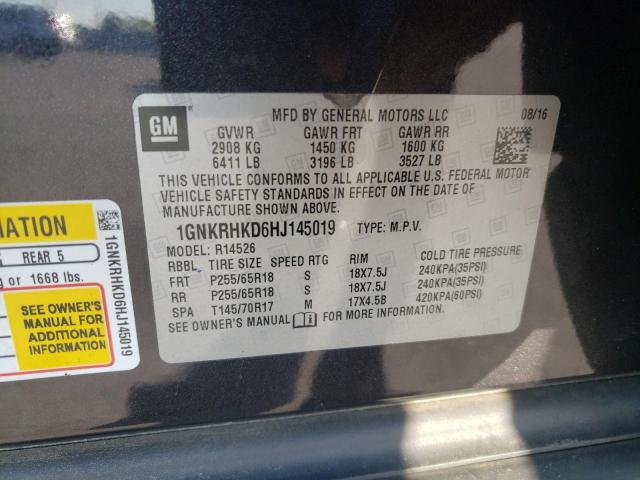 GM
MFD BY GENERAL MOTORS LLC 08/16
GVWR GAWR FRT GAWR RR
2908 KG 1450 KG 1600 KG
6411 LB 3196 LB 3527 LB
THIS VEHICLE CONFORMS TO ALL APPLICABLE U.S. FEDERAL MOTOR
VEHICLE SAFETY STANDARDS IN EFFECT ON THE DATE OF
MANUFACTURE SHOWN ABOVE.
1GNKRHKD6HJ145019 TYPE: M.P.V.
MODEL: R14526
RBBL TIRE SIZE SPEED RTG RIM COLD TIRE PRESSURE
FRT P255/65R18 S 18X7.5J 240KPA(35PSI)
RR P255/65R18 S 18X7.5J 240KPA(35PSI)
SPA T145/70R17 M 17X4.5B 420KPA(60PSI)
SEE OWNER'S MANUAL FOR MORE INFORMATION.
REAR 5
or 1668 lbs.
SEE OWNER'S
MANUAL FOR
ADDITIONAL
INFORMATION
1GNKRHKD6HJ145019